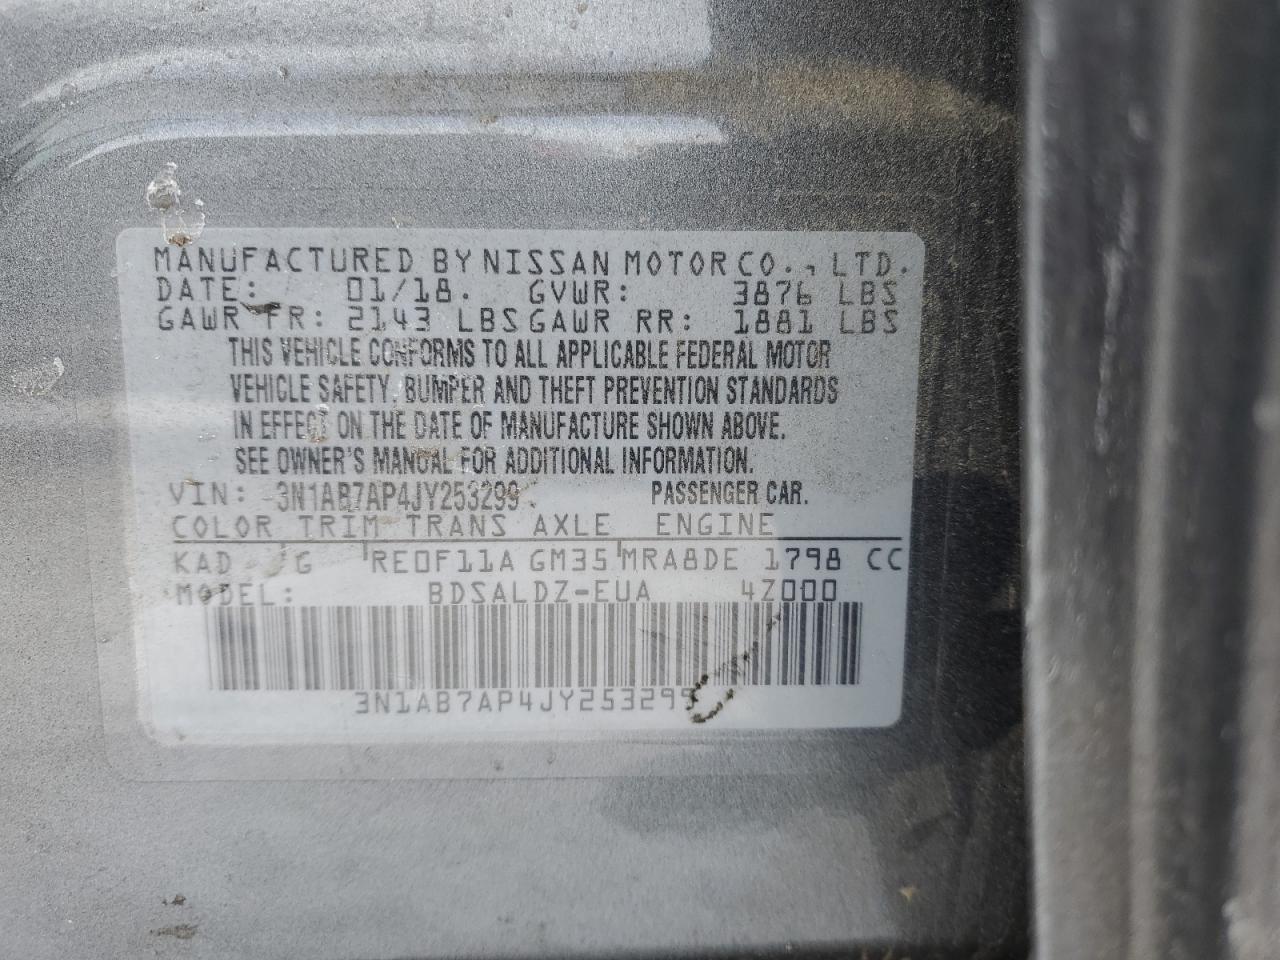 MANUFACTURED BY NISSAN MOTOR CO., LTD.
DATE: 01/18. GVWR: 3876 LBS
GAWR FR: 2143 LBS GAWR RR: 1881 LBS
THIS VEHICLE CONFORMS TO ALL APPLICABLE FEDERAL MOTOR
VEHICLE SAFETY, BUMPER AND THEFT PREVENTION STANDARDS
IN EFFECT ON THE DATE OF MANUFACTURE SHOWN ABOVE.
SEE OWNER'S MANUAL FOR ADDITIONAL INFORMATION.
VIN: 3N1AB7AP4JY253299 PASSENGER CAR.
COLOR TRIM TRANS AXLE ENGINE
KAD G RE0F11A GM35 MRA8DE 1798 CC
MODEL: BDSALDZ-EUA 4Z000
3N1AB7AP4JY253299